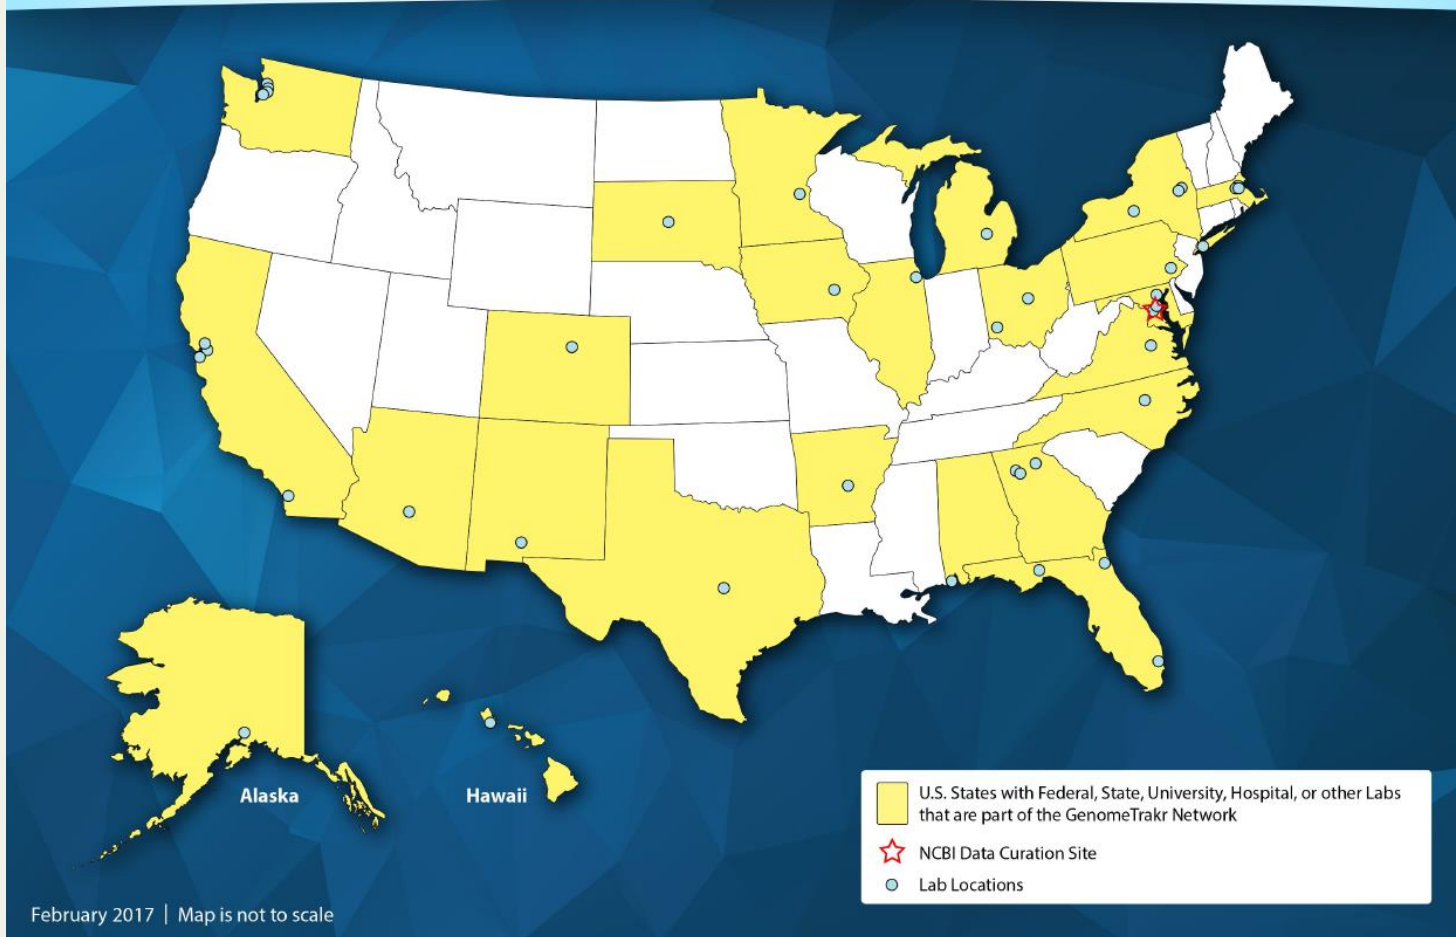 Alaska
Hawaii
U.S. States with Federal, State, University, Hospital, or other Labs
that are part of the GenomeTrakr Network
NCBI Data Curation Site
Lab Locations
February 2017 | Map is not to scale